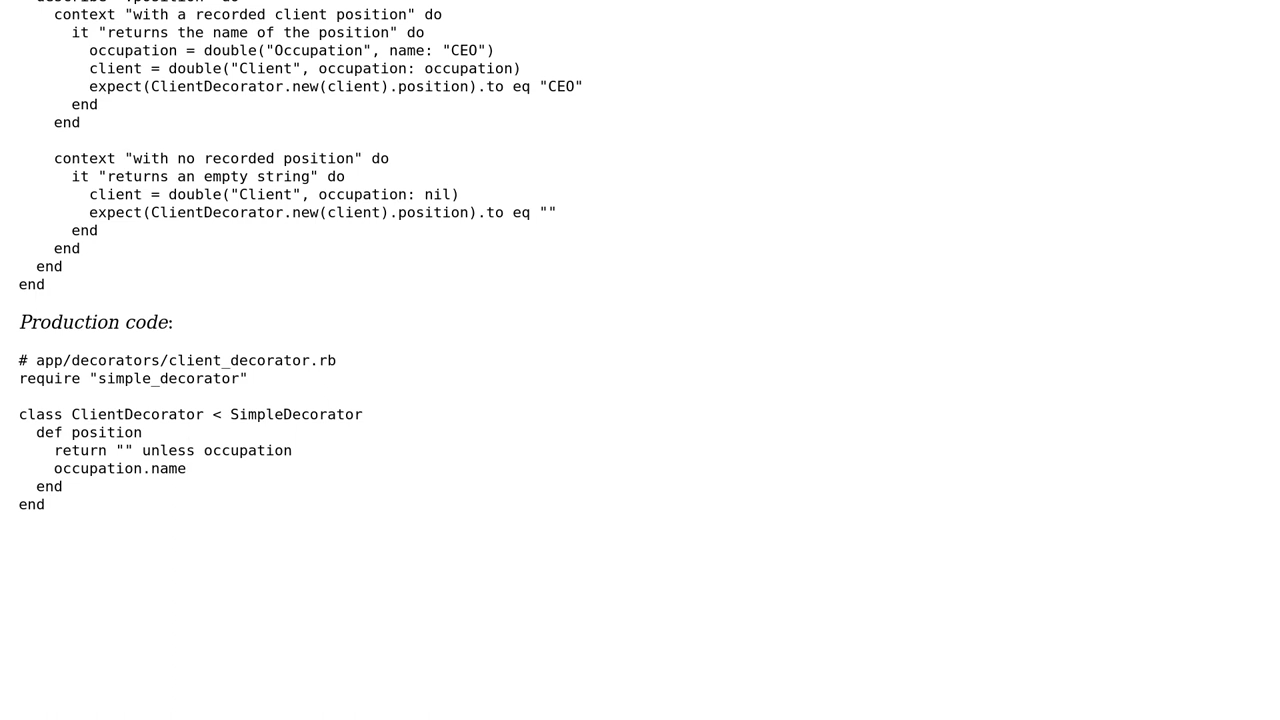 context "with a recorded client position" do
      it "returns the name of the position" do
        occupation = double("Occupation", name: "CEO")
        client = double("Client", occupation: occupation)
        expect(ClientDecorator.new(client).position).to eq "CEO"
      end
    end

    context "with no recorded position" do
      it "returns an empty string" do
        client = double("Client", occupation: nil)
        expect(ClientDecorator.new(client).position).to eq ""
      end
    end
  end
end
Production code:
# app/decorators/client_decorator.rb
require "simple_decorator"

class ClientDecorator < SimpleDecorator
  def position
    return "" unless occupation
    occupation.name
  end
end